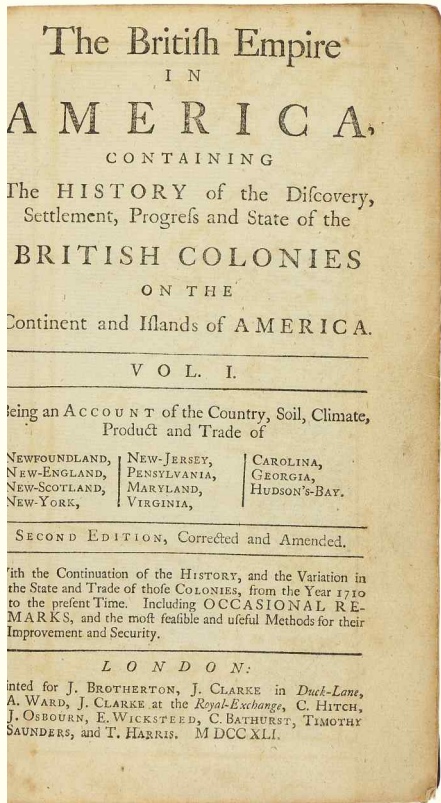 The Britiſh Empire
IN
AMERICA,
CONTAINING
The HISTORY of the Diſcovery,
Settlement, Progreſs and State of the
BRITISH COLONIES
ON THE
Continent and Iſlands of AMERICA.
VOL. I.
Being an ACCOUNT of the Country, Soil, Climate,
Product and Trade of
NEWFOUNDLAND,
NEW-ENGLAND,
NEW-SCOTLAND,
NEW-YORK,
NEW-JERSEY,
PENSYLVANIA,
MARYLAND,
VIRGINIA,
CAROLINA,
GEORGIA,
HUDSON'S-BAY.
SECOND EDITION, Corrected and Amended.
With the Continuation of the HISTORY, and the Variation in
the State and Trade of thoſe COLONIES, from the Year 1710
to the preſent Time. Including OCCASIONAL RE-
MARKS, and the moſt feaſible and uſeful Methods for their
Improvement and Security.
LONDON:
inted for J. BROTHERTON, J. CLARKE in Duck-Lane,
A. WARD, J. CLARKE at the Royal-Exchange, C. HITCH,
J. OSBOURN, E. WICKSTEED, C. BATHURST, TIMOTHY
SAUNDERS, and T. HARRIS. M DCC XLI.